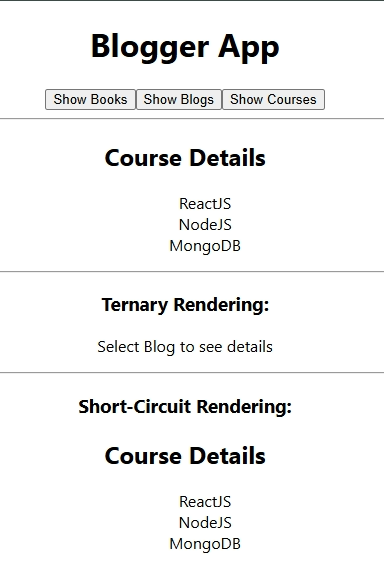 Blogger App
Show Books Show Blogs Show Courses
Course Details
ReactJS
NodeJS
MongoDB
Ternary Rendering:
Select Blog to see details
Short-Circuit Rendering:
Course Details
ReactJS
NodeJS
MongoDB